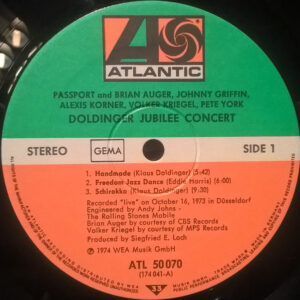 ATLANTIC
PASSPORT and BRIAN AUGER, JOHNNY GRIFFIN,
ALEXIS KORNER, VOLKER KRIEGEL, PETE YORK
DOLDINGER JUBILEE CONCERT
STEREO
GEMA
SIDE 1
1. Handmade (Klaus Doldinger) (5:42)
2. Freedom Jazz Dance (Eddie Harris) (6:00)
3. Schirokko (Klaus Doldinger) (9:30)
Recorded "live" on October 16, 1973 in Düsseldorf
Engineered by Andy Johns -
The Rolling Stones Mobile
Brian Auger by courtesy of CBS Records
Volker Kriegel by courtesy of MPS Records
Produced by Siegfried E. Loch
℗ 1974 WEA Musik GmbH
ATL 50 070
(174 041-A)
33